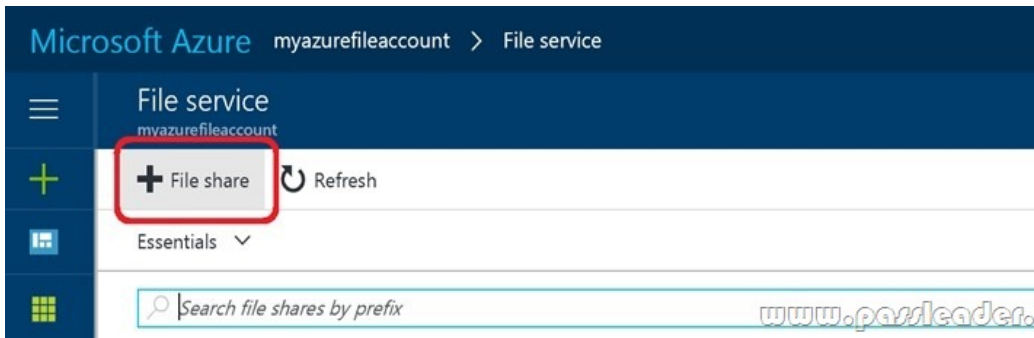 Microsoft Azure myazurefileaccount > File service
File service
myazurefileaccount
+ File share Refresh
Essentials
Search file shares by prefix
www.passleader.